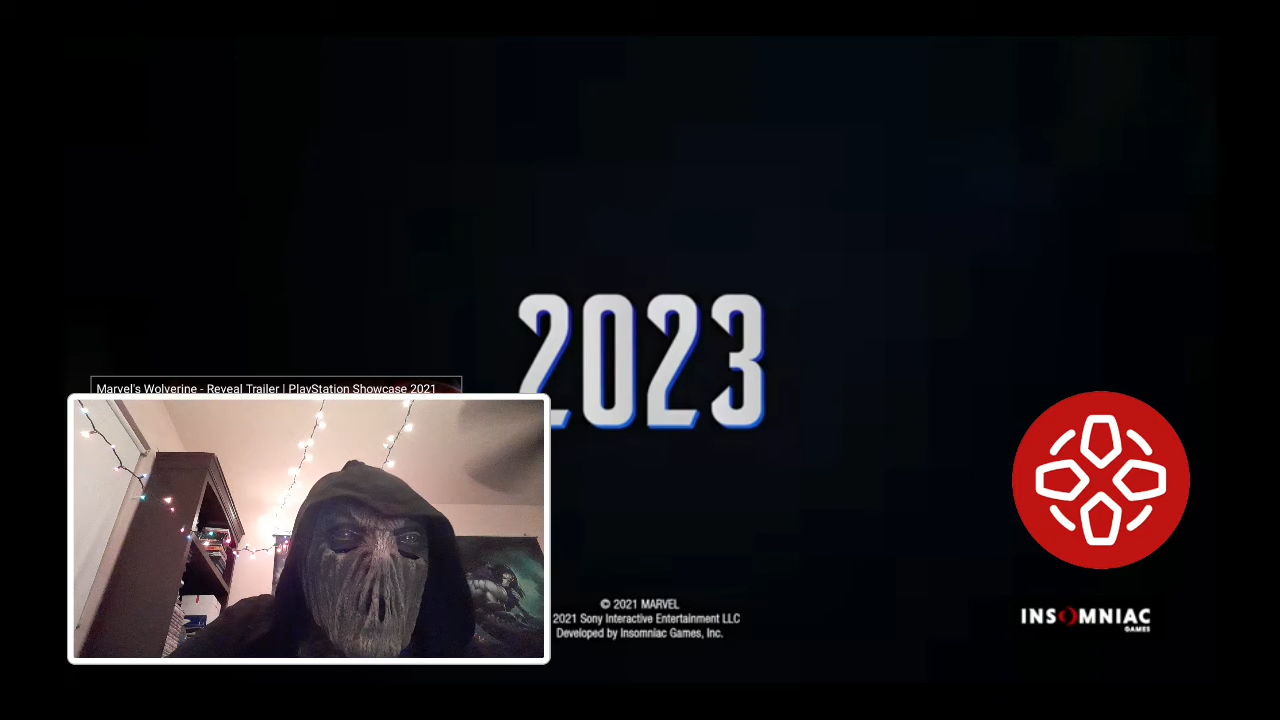 2023
Marvel's Wolverine - Reveal Trailer | PlayStation Showcase 2021
© 2021 MARVEL
2021 Sony Interactive Entertainment LLC
Developed by Insomniac Games, Inc.
INSOMNIAC
GAMES